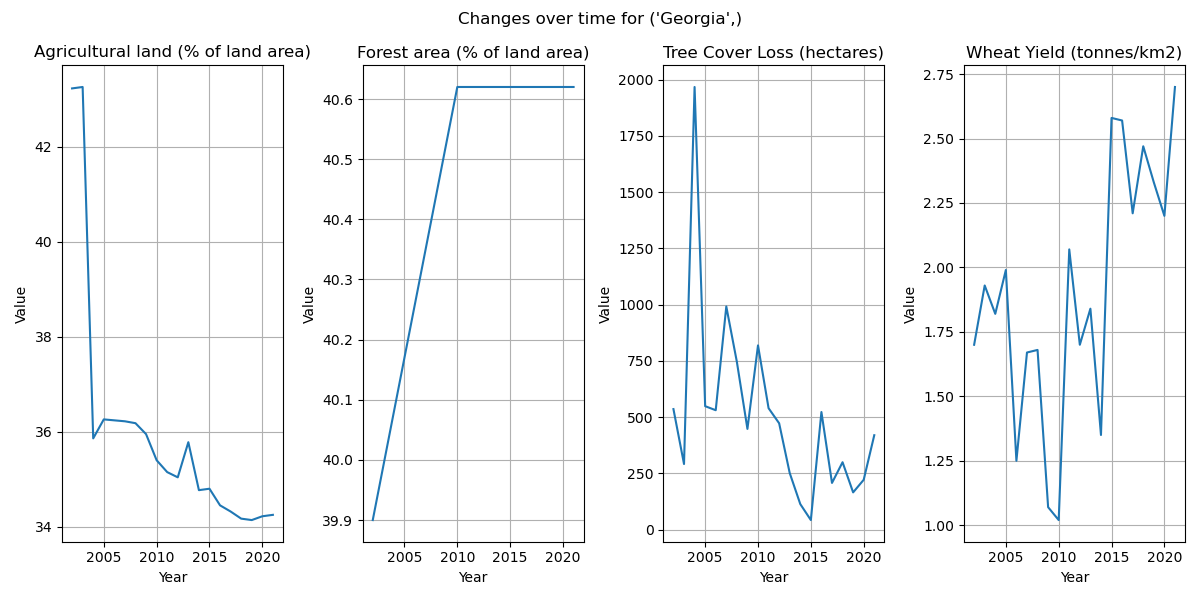 Changes over time for ('Georgia',)
Agricultural land (% of land area)
Value
42
40
38
36
34
2005 2010 2015 2020
Year
Forest area (% of land area)
Value
40.6
40.5
40.4
40.3
40.2
40.1
40.0
39.9
2005 2010 2015 2020
Year
Tree Cover Loss (hectares)
Value
2000
1750
1500
1250
1000
750
500
250
0
2005 2010 2015 2020
Year
Wheat Yield (tonnes/km2)
Value
2.75
2.50
2.25
2.00
1.75
1.50
1.25
1.00
2005 2010 2015 2020
Year